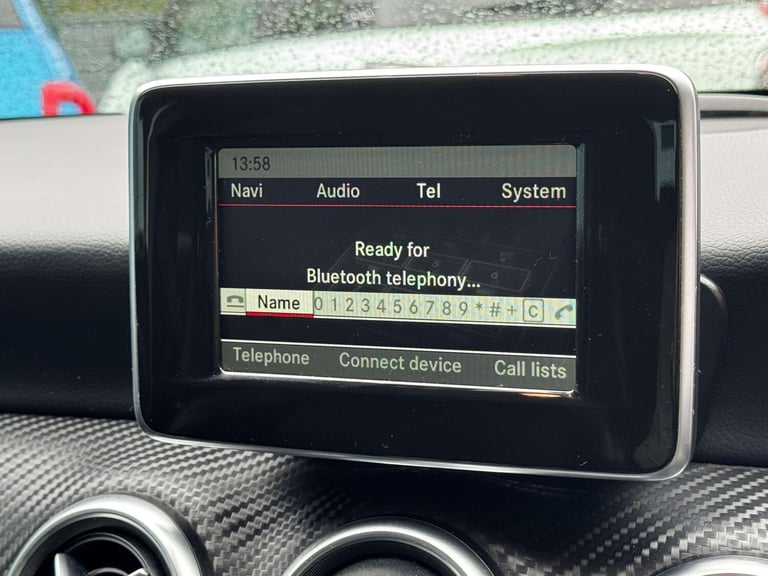 13:58
Navi Audio Tel System
Ready for
Bluetooth telephony...
Name 0 1 2 3 4 5 6 7 8 9 * # + C
Telephone Connect device Call lists